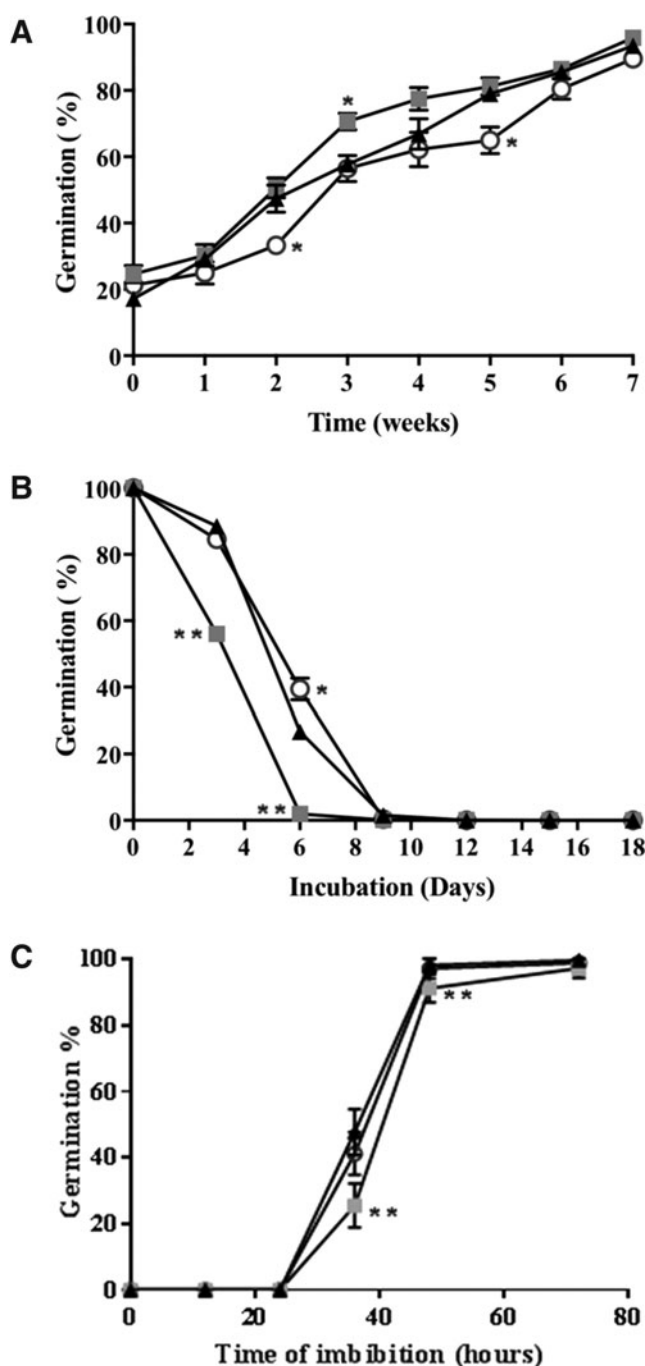 A
100
80
60
40
20
0
Germination ( %)
*
*
*
0 1 2 3 4 5 6 7
Time (weeks)
B
100
80
60
40
20
0
Germination ( %)
**
*
**
0 2 4 6 8 10 12 14 16 18
Incubation (Days)
C
100
80
60
40
20
0
Germination %
**
**
0 20 40 60 80
Time of imbibition (hours)